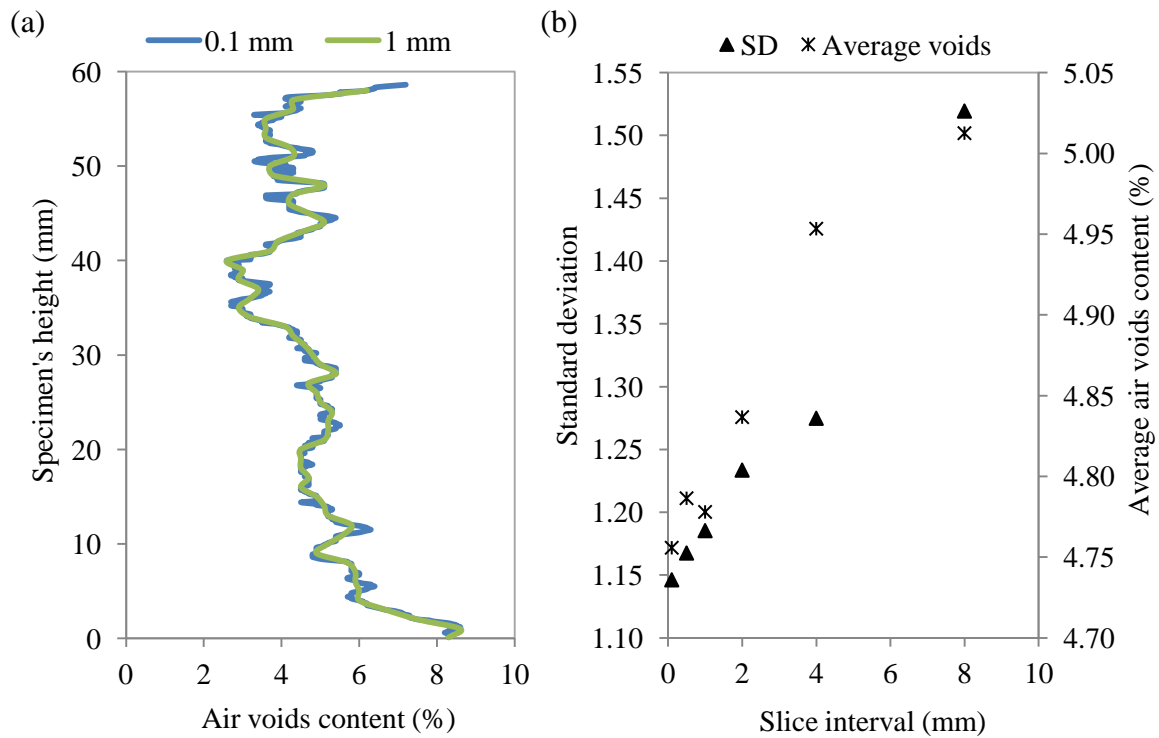 (a)
0.1 mm 1 mm
60
50
40
30
20
10
0
Specimen's height (mm)
0 2 4 6 8 10
Air voids content (%)
(b)
SD Average voids
1.55
1.50
1.45
1.40
1.35
1.30
1.25
1.20
1.15
1.10
Standard deviation
5.05
5.00
4.95
4.90
4.85
4.80
4.75
4.70
Average air voids content (%)
0 2 4 6 8 10
Slice interval (mm)